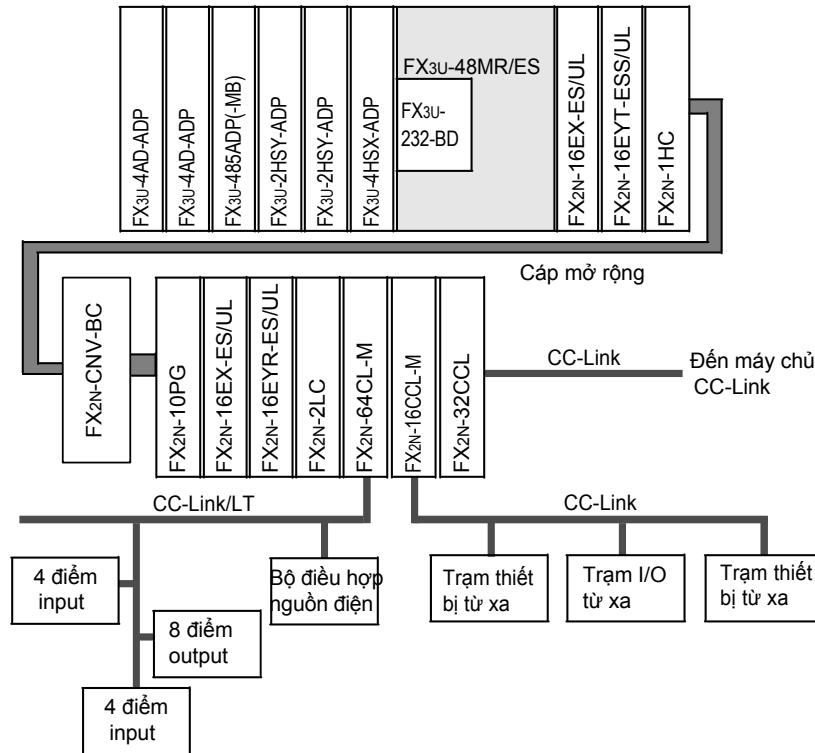 FX3U-4AD-ADP
FX3U-4AD-ADP
FX3U-485ADP(-MB)
FX3U-2HSY-ADP
FX3U-2HSY-ADP
FX3U-4HSX-ADP
FX3U-48MR/ES
FX3U-
232-BD
FX2N-16EX-ES/UL
FX2N-16EYT-ESS/UL
FX2N-1HC
Cáp mở rộng
FX2N-CNV-BC
FX2N-10PG
FX2N-16EX-ES/UL
FX2N-16EYR-ES/UL
FX2N-2LC
FX2N-64CL-M
FX2N-16CCL-M
FX2N-32CCL
CC-Link
Đến máy chủ
CC-Link
CC-Link/LT
CC-Link
4 điểm
input
Bộ điều hợp
nguồn điện
Trạm thiết
bị từ xa
Trạm I/O
từ xa
Trạm thiết
bị từ xa
8 điểm
output
4 điểm
input